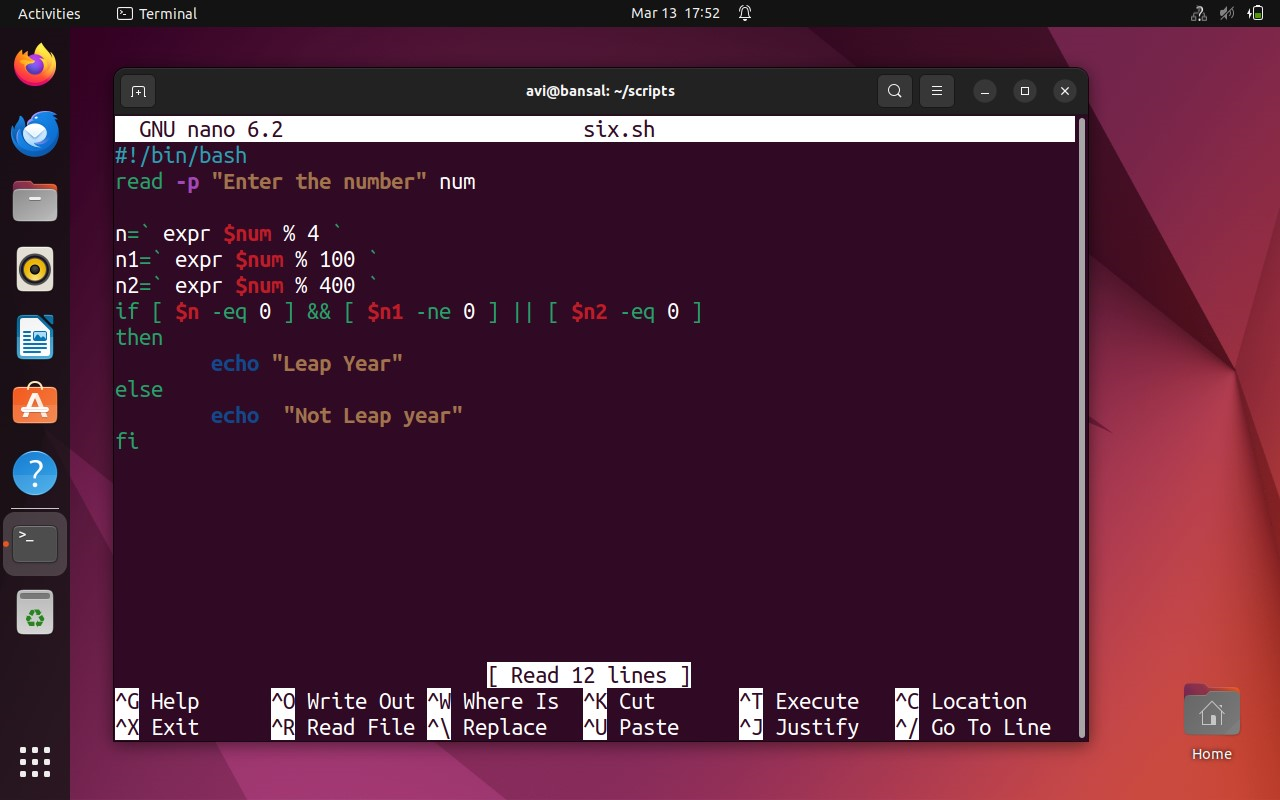 Activities Terminal Mar 13 17:52
avi@bansal: ~/scripts
GNU nano 6.2 six.sh
#!/bin/bash
read -p "Enter the number" num
n=` expr $num % 4 `
n1=` expr $num % 100 `
n2=` expr $num % 400 `
if [ $n -eq 0 ] && [ $n1 -ne 0 ] || [ $n2 -eq 0 ]
then
        echo "Leap Year"
else
        echo  "Not Leap year"
fi
[ Read 12 lines ]
^G Help ^O Write Out ^W Where Is ^K Cut ^T Execute ^C Location
^X Exit ^R Read File ^\ Replace ^U Paste ^J Justify ^/ Go To Line
Home